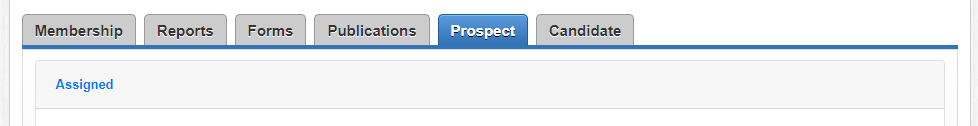 Membership Reports Forms Publications Prospect Candidate
Assigned